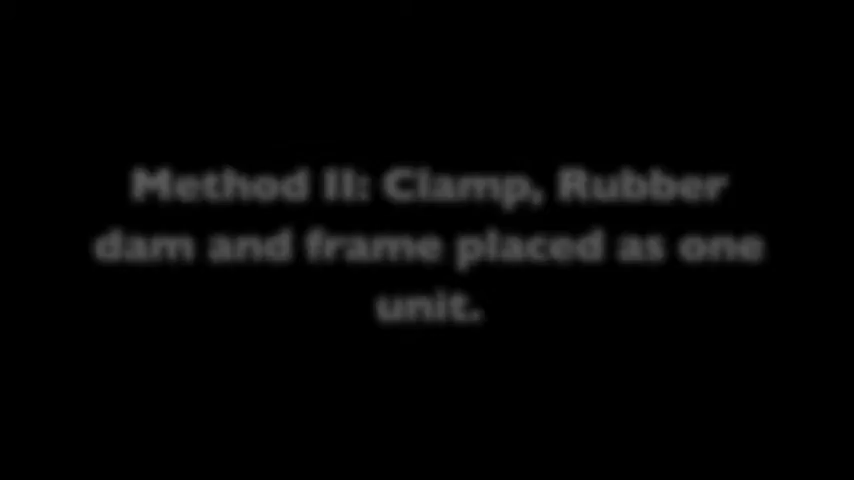 Method II: Clamp, Rubber
dam and frame placed as one
unit.